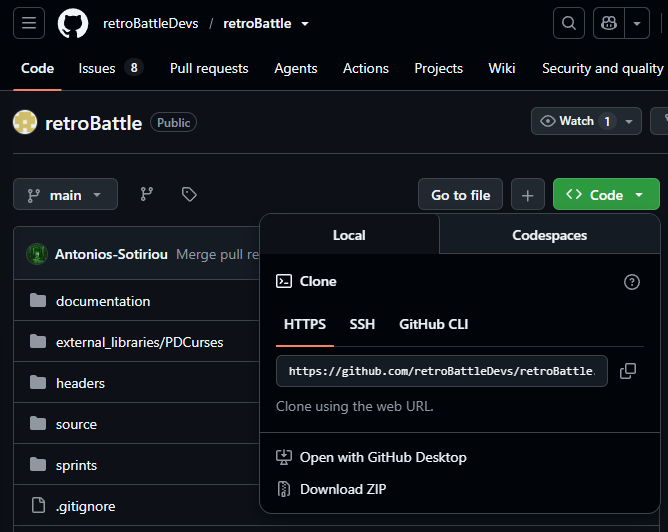 retroBattleDevs / retroBattle
Code Issues 8 Pull requests Agents Actions Projects Wiki Security and quality
retroBattle Public
Watch 1
main
Go to file
Code
Antonios-Sotiriou Merge pull re
Local Codespaces
Clone
HTTPS SSH GitHub CLI
https://github.com/retroBattleDevs/retroBattle.
Clone using the web URL.
Open with GitHub Desktop
Download ZIP
documentation
external_libraries/PDCurses
headers
source
sprints
.gitignore